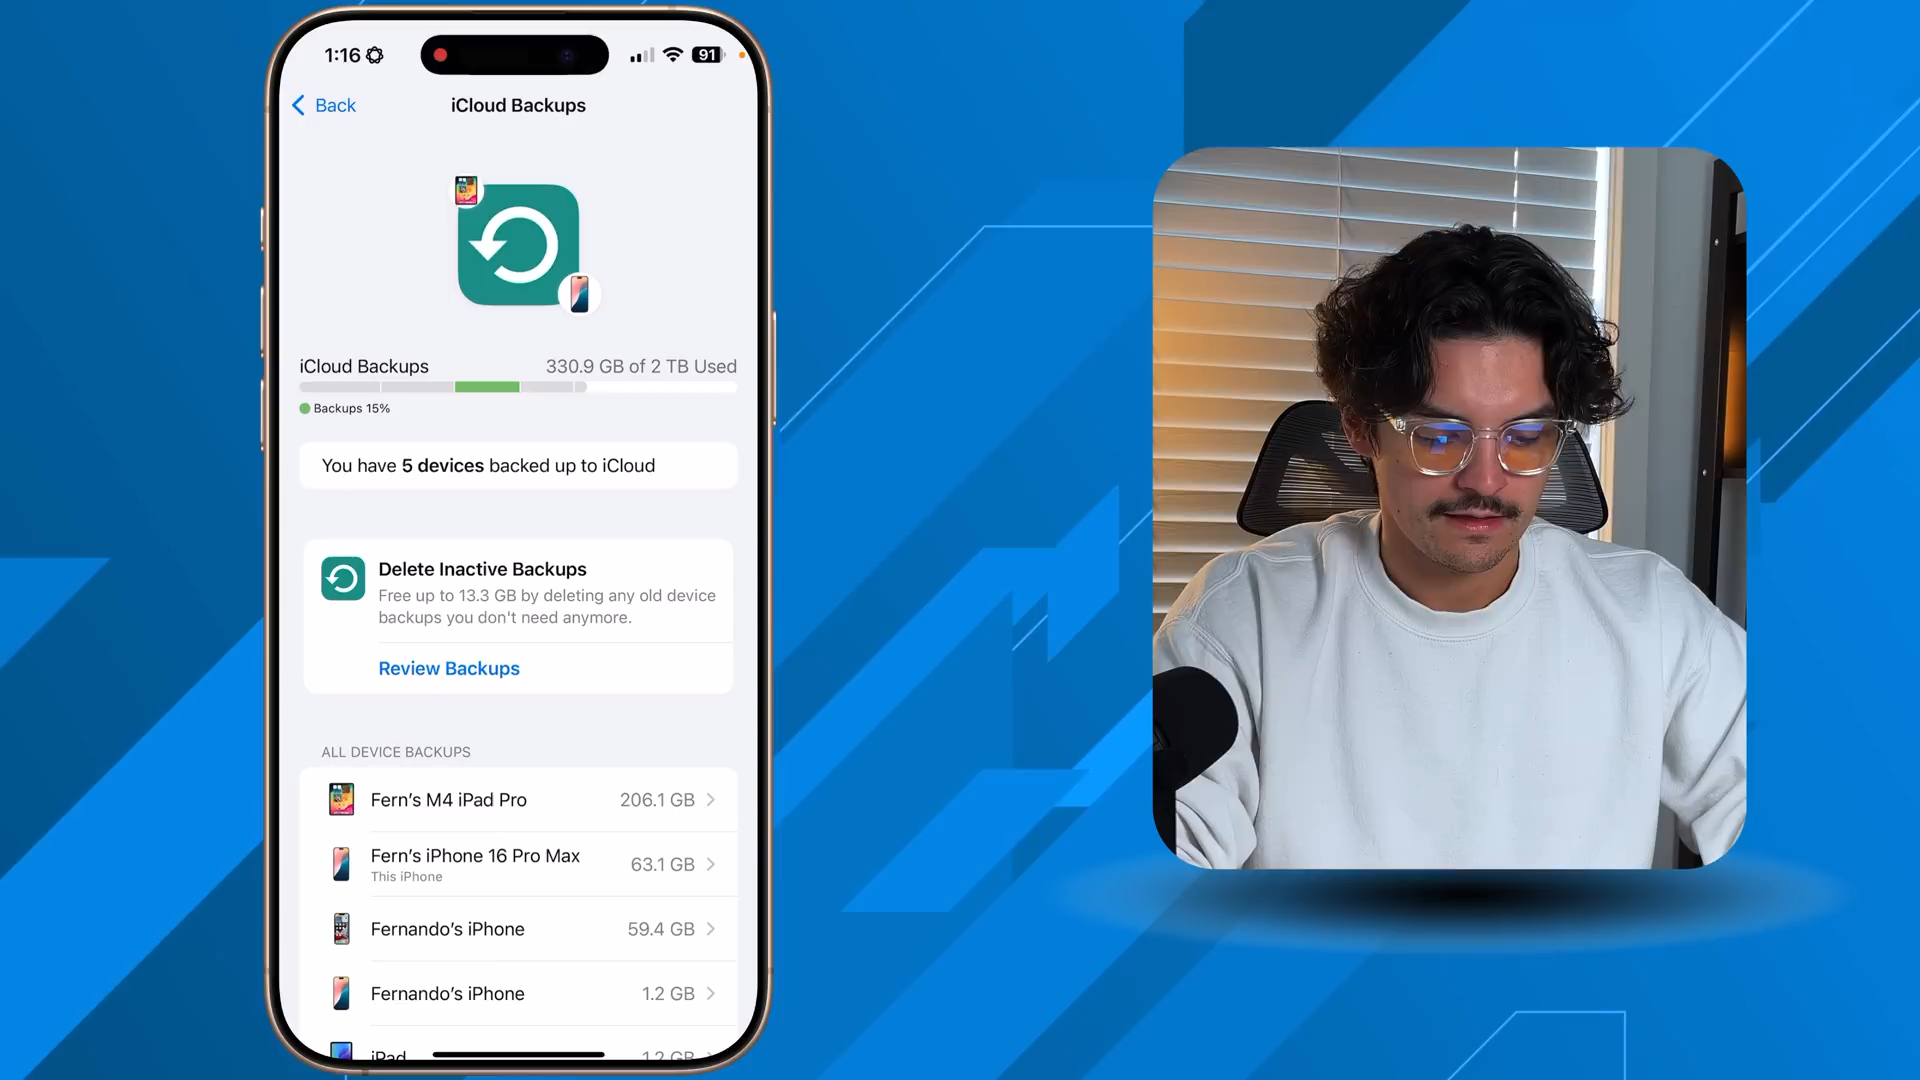 1:16
91
Back
iCloud Backups
iCloud Backups
330.9 GB of 2 TB Used
Backups 15%
You have 5 devices backed up to iCloud
Delete Inactive Backups
Free up to 13.3 GB by deleting any old device
backups you don't need anymore.
Review Backups
ALL DEVICE BACKUPS
Fern's M4 iPad Pro
206.1 GB
Fern's iPhone 16 Pro Max
This iPhone
63.1 GB
Fernando's iPhone
59.4 GB
Fernando's iPhone
1.2 GB
iPad
1.2 GB